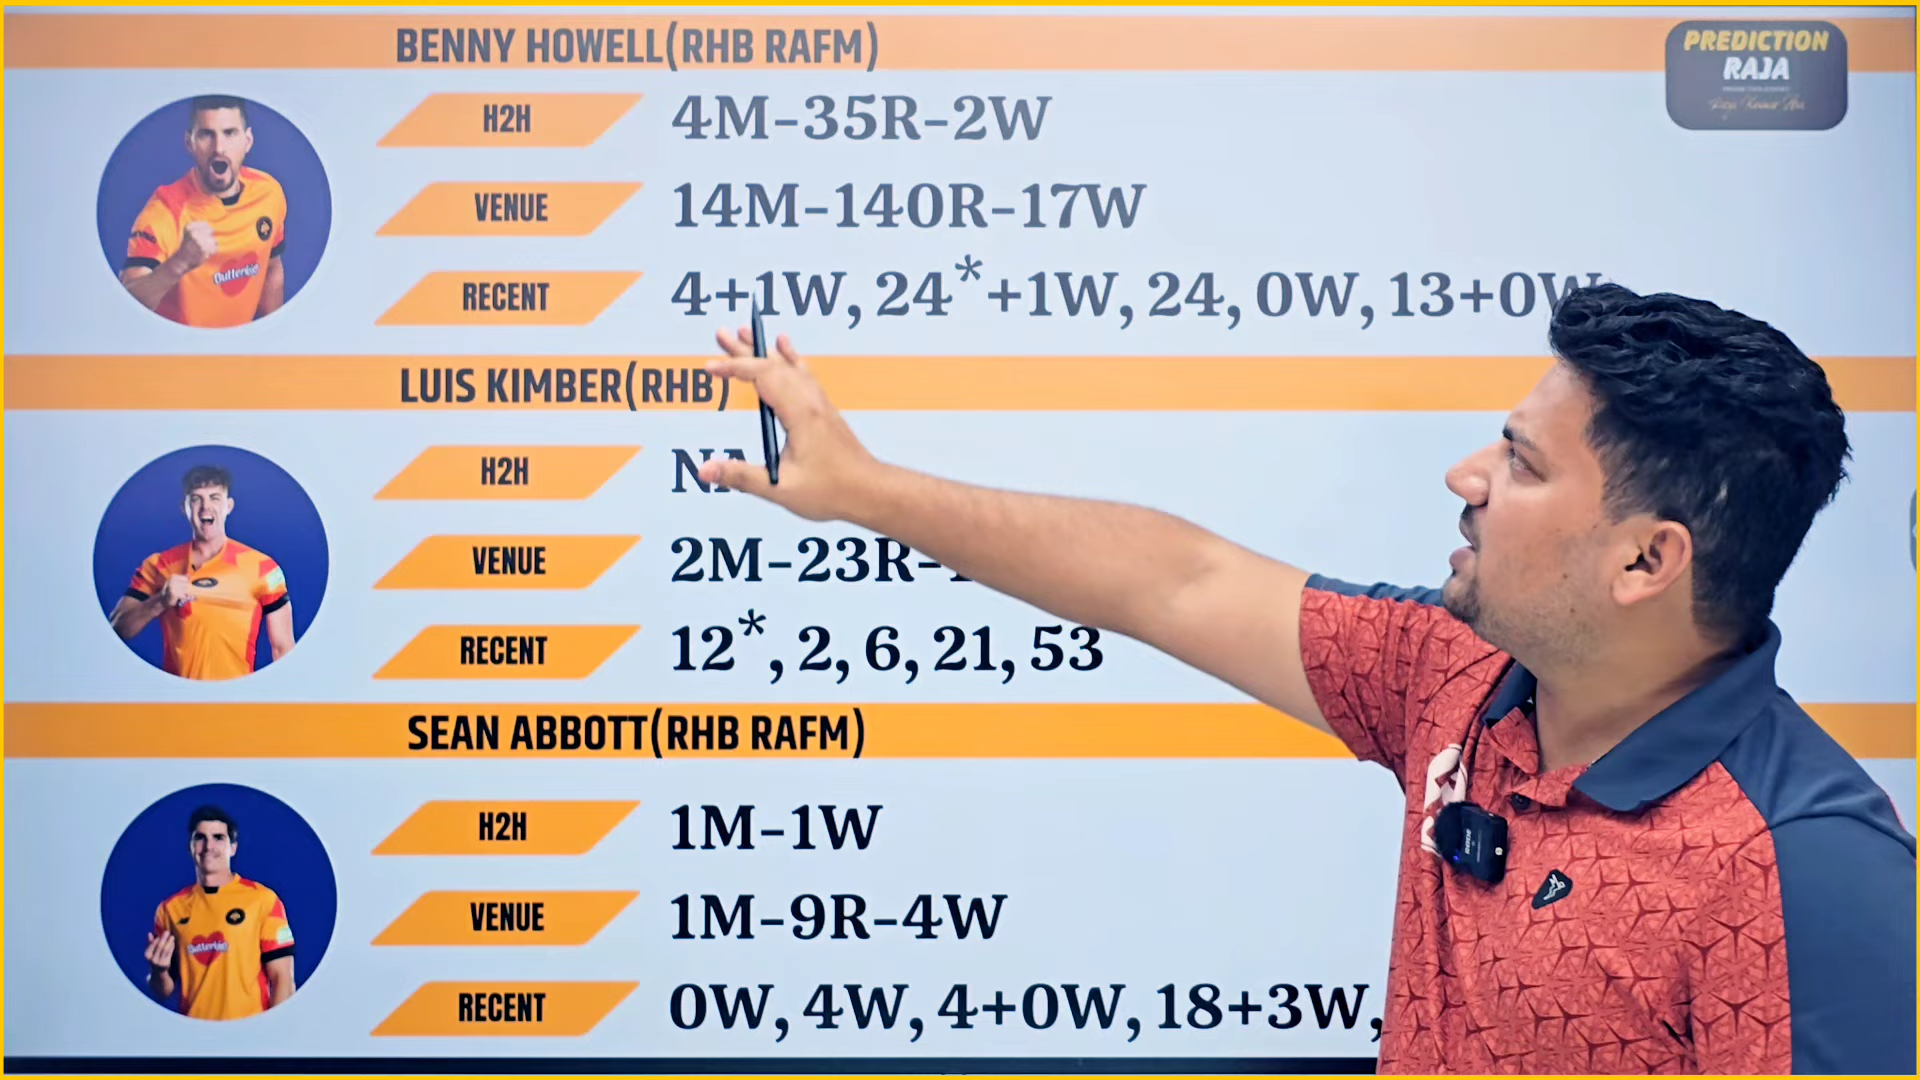 BENNY HOWELL(RHB RAFM)
PREDICTION
RAJA
H2H
4M-35R-2W
VENUE
14M-140R-17W
RECENT
4+1W, 24*+1W, 24, 0W, 13+0W
LUIS KIMBER(RHB)
H2H
VENUE
2M-23R-
RECENT
12*, 2, 6, 21, 53
SEAN ABBOTT(RHB RAFM)
H2H
1M-1W
VENUE
1M-9R-4W
RECENT
0W, 4W, 4+0W, 18+3W,